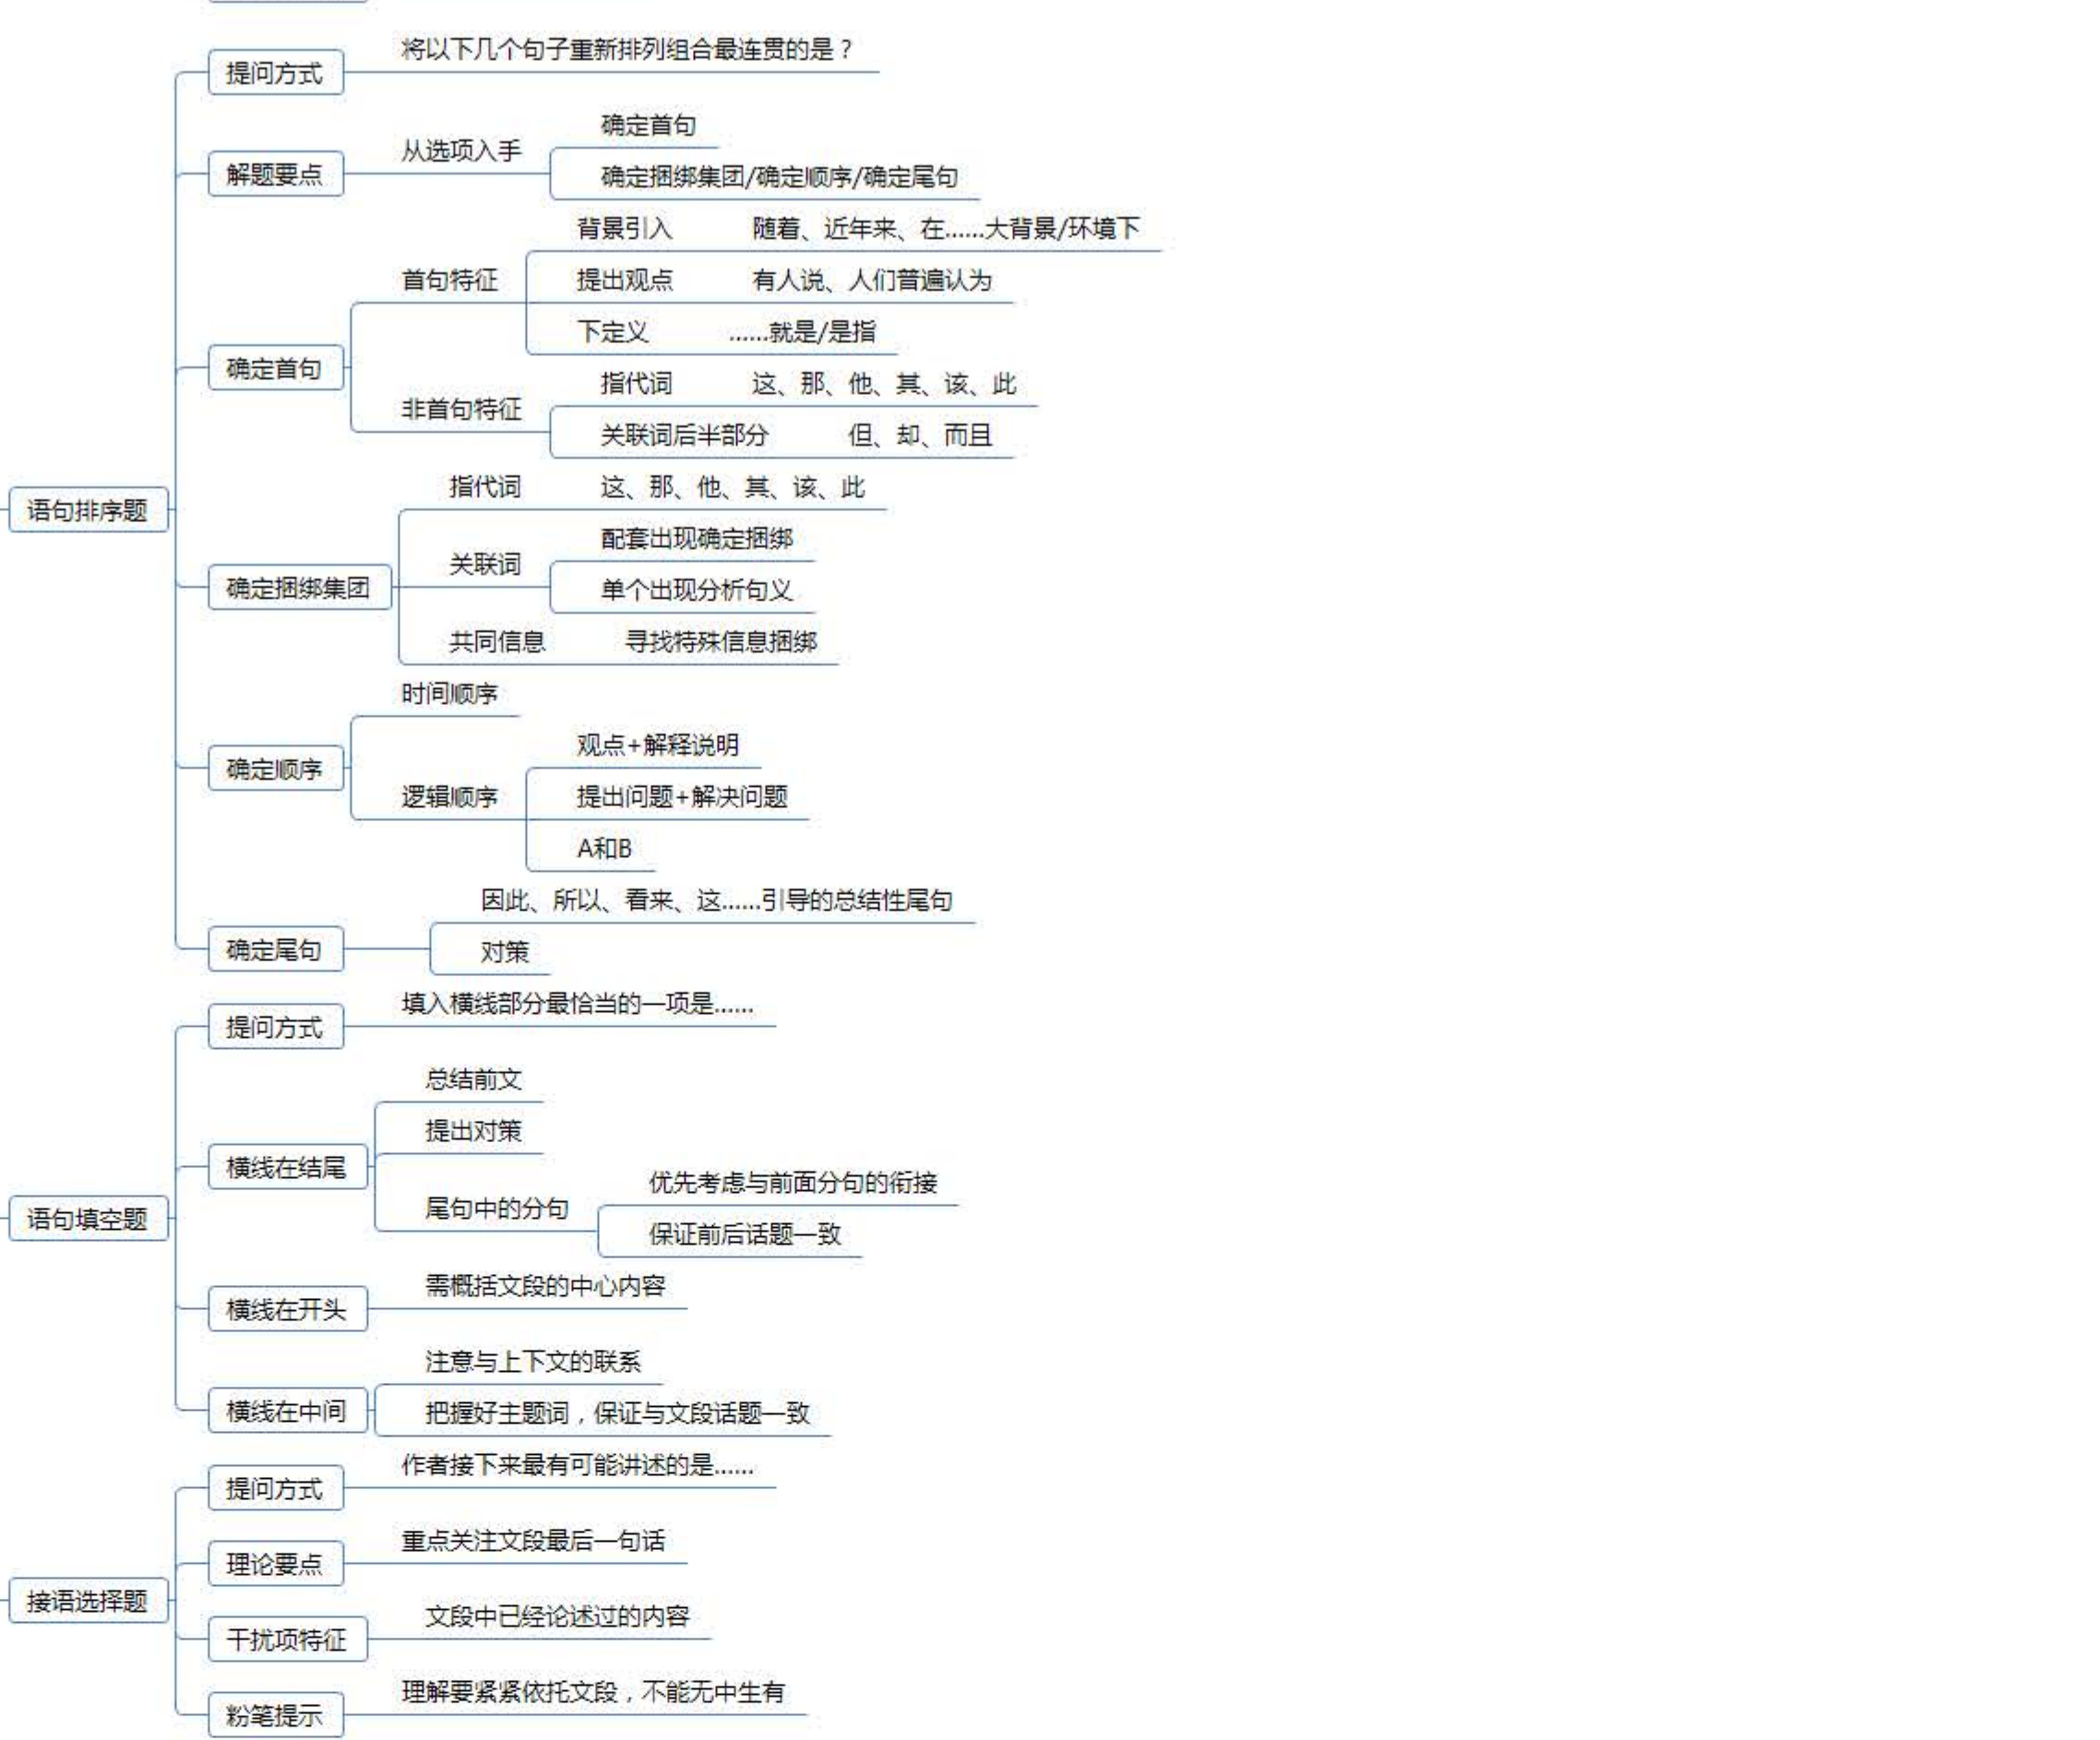 语句排序题
提问方式
将以下几个句子重新排列组合最连贯的是？
解题要点
从选项入手
确定首句
确定捆绑集团/确定顺序/确定尾句
确定首句
首句特征
背景引入 随着、近年来、在……大背景/环境下
提出观点 有人说、人们普遍认为
下定义 ……就是/是指
非首句特征
指代词 这、那、他、其、该、此
关联词后半部分 但、却、而且
确定捆绑集团
指代词 这、那、他、其、该、此
关联词
配套出现确定捆绑
单个出现分析句义
共同信息 寻找特殊信息捆绑
确定顺序
时间顺序
逻辑顺序
观点+解释说明
提出问题+解决问题
A和B
确定尾句
因此、所以、看来、这……引导的总结性尾句
对策
语句填空题
提问方式
填入横线部分最恰当的一项是……
横线在结尾
总结前文
提出对策
尾句中的分句
优先考虑与前面分句的衔接
保证前后话题一致
横线在开头
需概括文段的中心内容
横线在中间
注意与上下文的联系
把握好主题词，保证与文段话题一致
接语选择题
提问方式
作者接下来最有可能讲述的是……
理论要点
重点关注文段最后一句话
干扰项特征
文段中已经论述过的内容
粉笔提示
理解要紧紧依托文段，不能无中生有